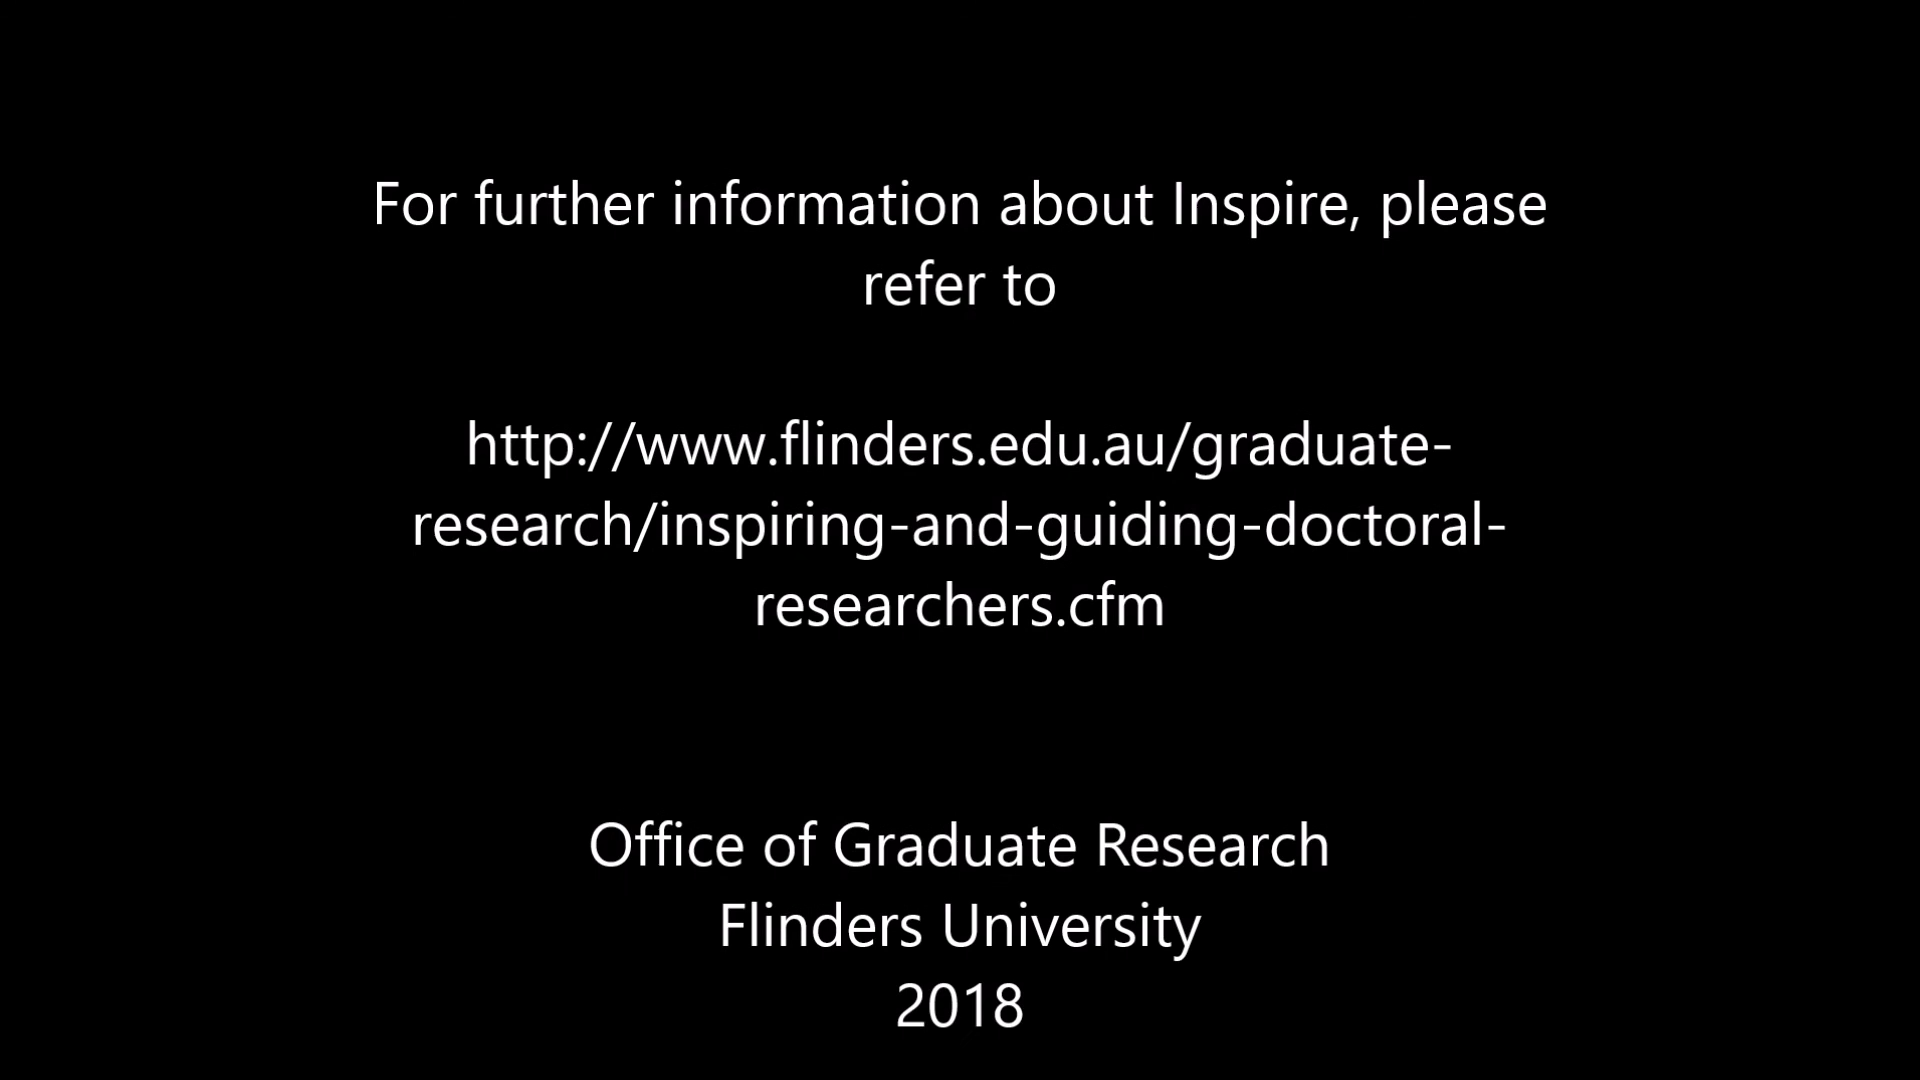 For further information about Inspire, please
refer to
http://www.flinders.edu.au/graduate-
research/inspiring-and-guiding-doctoral-
researchers.cfm
Office of Graduate Research
Flinders University
2018